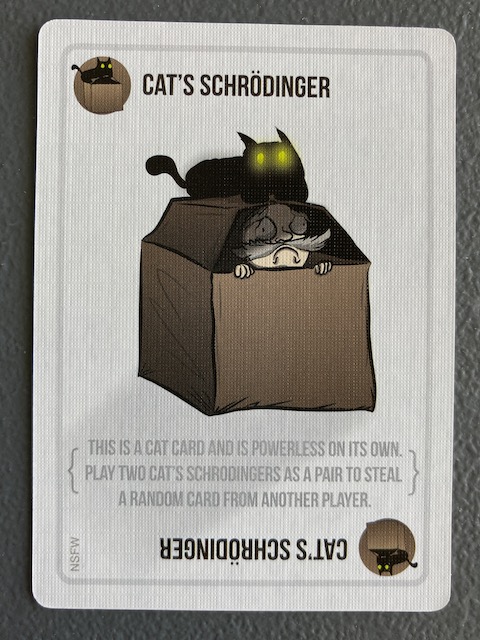 CAT'S SCHRÖDINGER
THIS IS A CAT CARD AND IS POWERLESS ON ITS OWN.
PLAY TWO CAT'S SCHRODINGERS AS A PAIR TO STEAL
A RANDOM CARD FROM ANOTHER PLAYER.
CAT'S SCHRÖDINGER
NSFW